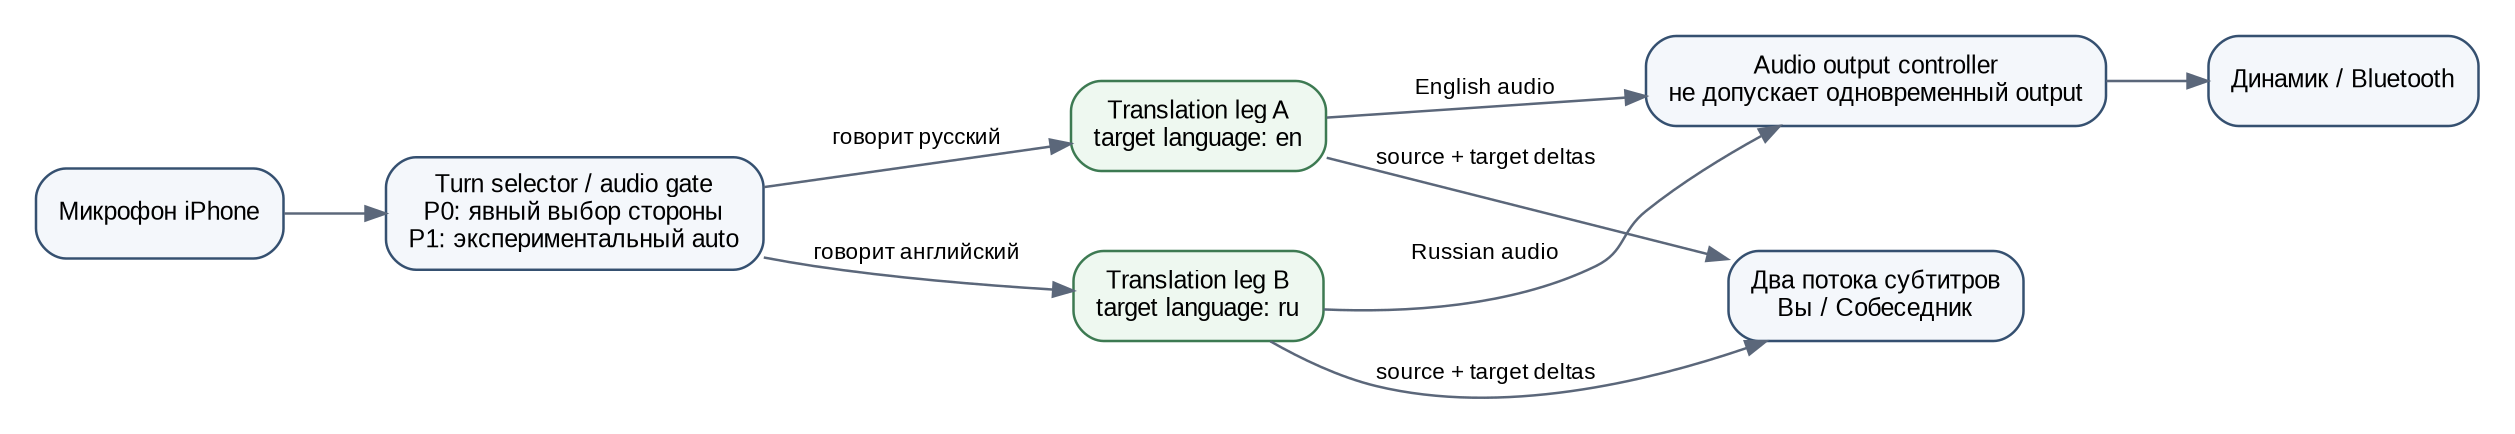 Микрофон iPhone
Turn selector / audio gate
P0: явный выбор стороны
P1: экспериментальный auto
говорит русский
говорит английский
Translation leg A
target language: en
Translation leg B
target language: ru
English audio
source + target deltas
Russian audio
source + target deltas
Audio output controller
не допускает одновременный output
Два потока субтитров
Вы / Собеседник
Динамик / Bluetooth